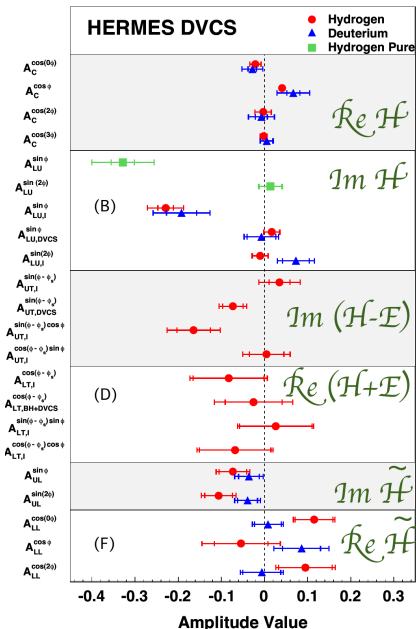 HERMES DVCS
Hydrogen
Deuterium
Hydrogen Pure
A_C^cos(0ϕ)
A_C^cos ϕ
A_C^cos(2ϕ)
A_C^cos(3ϕ)
Re H
A_LU^sin ϕ
A_LU^sin (2ϕ)
A_LU,I^sin ϕ
A_LU,DVCS^sin ϕ
A_LU,I^sin(2ϕ)
(B)
Im H
A_UT,I^sin(ϕ - ϕ_s)
A_UT,DVCS^sin(ϕ - ϕ_s)
A_UT,I^sin(ϕ - ϕ_s) cos ϕ
A_UT,I^cos(ϕ - ϕ_s) sin ϕ
Im (H-E)
A_LT,I^cos(ϕ - ϕ_s)
A_LT,BH+DVCS^cos(ϕ - ϕ_s)
A_LT,I^sin(ϕ - ϕ_s) sin ϕ
A_LT,I^cos(ϕ - ϕ_s) cos ϕ
(D)
Re (H+E)
A_UL^sin ϕ
A_UL^sin(2ϕ)
Im H̃
A_LL^cos(0ϕ)
A_LL^cos ϕ
A_LL^cos(2ϕ)
(F)
Re H̃
-0.4 -0.3 -0.2 -0.1 0 0.1 0.2 0.3
Amplitude Value